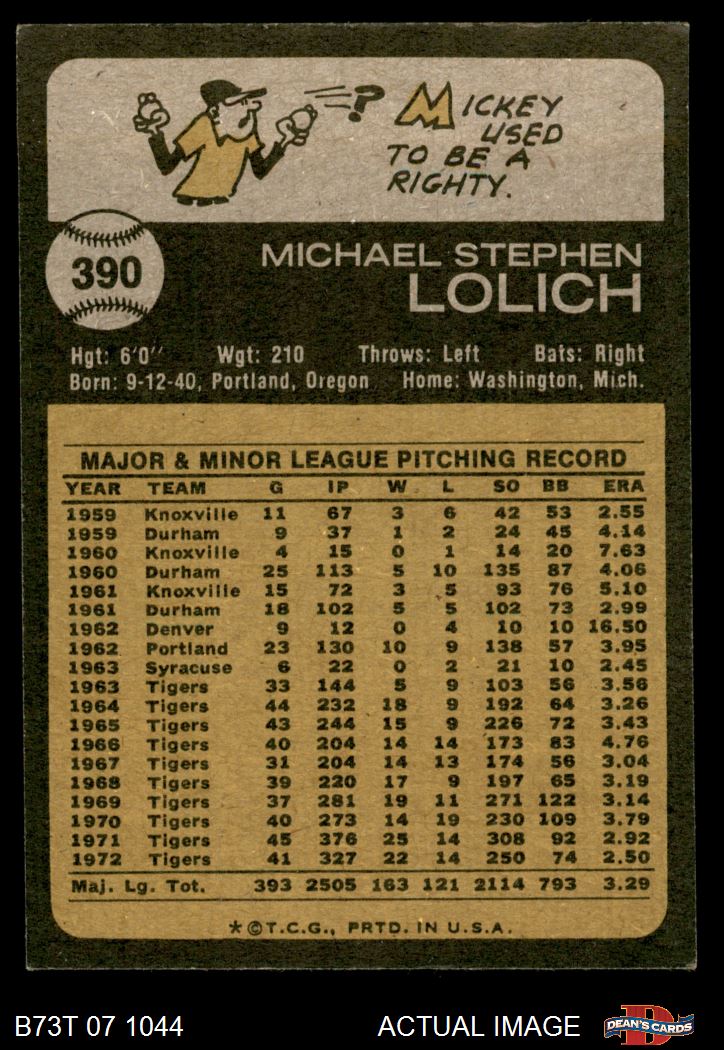 ?
MICKEY
USED
TO BE A
RIGHTY.
390
MICHAEL STEPHEN
LOLICH
Hgt: 6'0" Wgt: 210 Throws: Left Bats: Right
Born: 9-12-40, Portland, Oregon Home: Washington, Mich.
MAJOR & MINOR LEAGUE PITCHING RECORD
YEAR TEAM G IP W L SO BB ERA
1959 Knoxville 11 67 3 6 42 53 2.55
1959 Durham 9 37 1 2 24 45 4.14
1960 Knoxville 4 15 0 1 14 20 7.63
1960 Durham 25 113 5 10 135 87 4.06
1961 Knoxville 15 72 3 5 93 76 5.10
1961 Durham 18 102 5 5 102 73 2.99
1962 Denver 9 12 0 4 10 10 16.50
1962 Portland 23 130 10 9 138 57 3.95
1963 Syracuse 6 22 0 2 21 10 2.45
1963 Tigers 33 144 5 9 103 56 3.56
1964 Tigers 44 232 18 9 192 64 3.26
1965 Tigers 43 244 15 9 226 72 3.43
1966 Tigers 40 204 14 14 173 83 4.76
1967 Tigers 31 204 14 13 174 56 3.04
1968 Tigers 39 220 17 9 197 65 3.19
1969 Tigers 37 281 19 11 271 122 3.14
1970 Tigers 40 273 14 19 230 109 3.79
1971 Tigers 45 376 25 14 308 92 2.92
1972 Tigers 41 327 22 14 250 74 2.50
Maj. Lg. Tot. 393 2505 163 121 2114 793 3.29
*©T.C.G., PRTD. IN U.S.A.
B73T 07 1044 ACTUAL IMAGE D DEAN'S CARDS